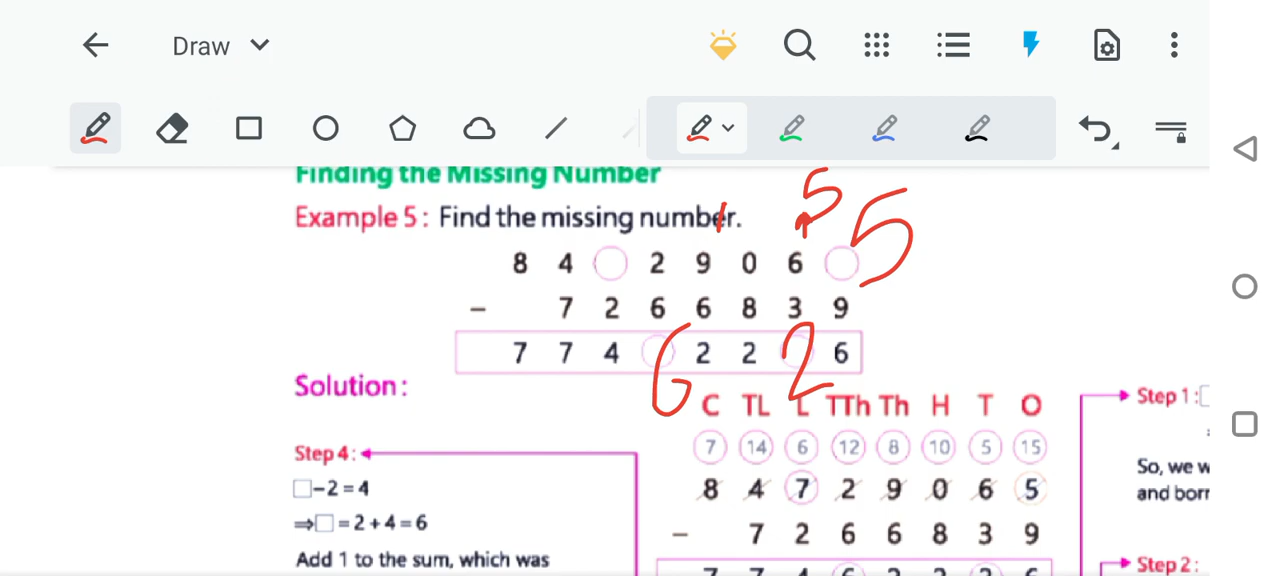 Draw
Finding the Missing Number
Example 5 : Find the missing number.
1 5
8 4 2 9 0 6 5
− 7 2 6 6 8 3 9
7 7 4 6 2 2 2 6
Solution :
C TL L TTh Th H T O
7 14 6 12 8 10 5 15
8 4 7 2 9 0 6 5
− 7 2 6 6 8 3 9
Step 4 :
□ − 2 = 4
⇒ □ = 2 + 4 = 6
Add 1 to the sum, which was
Step 1 :
So, we w
and borr
Step 2 :